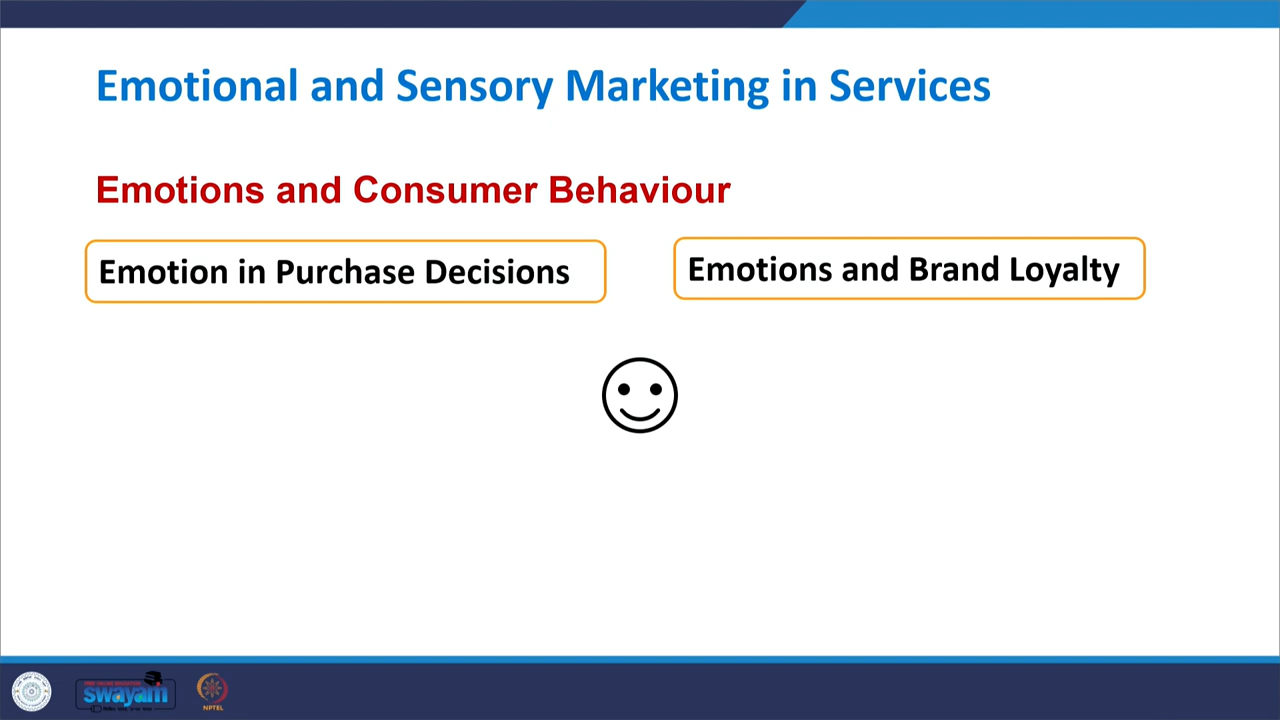 Emotional and Sensory Marketing in Services
Emotions and Consumer Behaviour
Emotion in Purchase Decisions
Emotions and Brand Loyalty
swayam
NPTEL